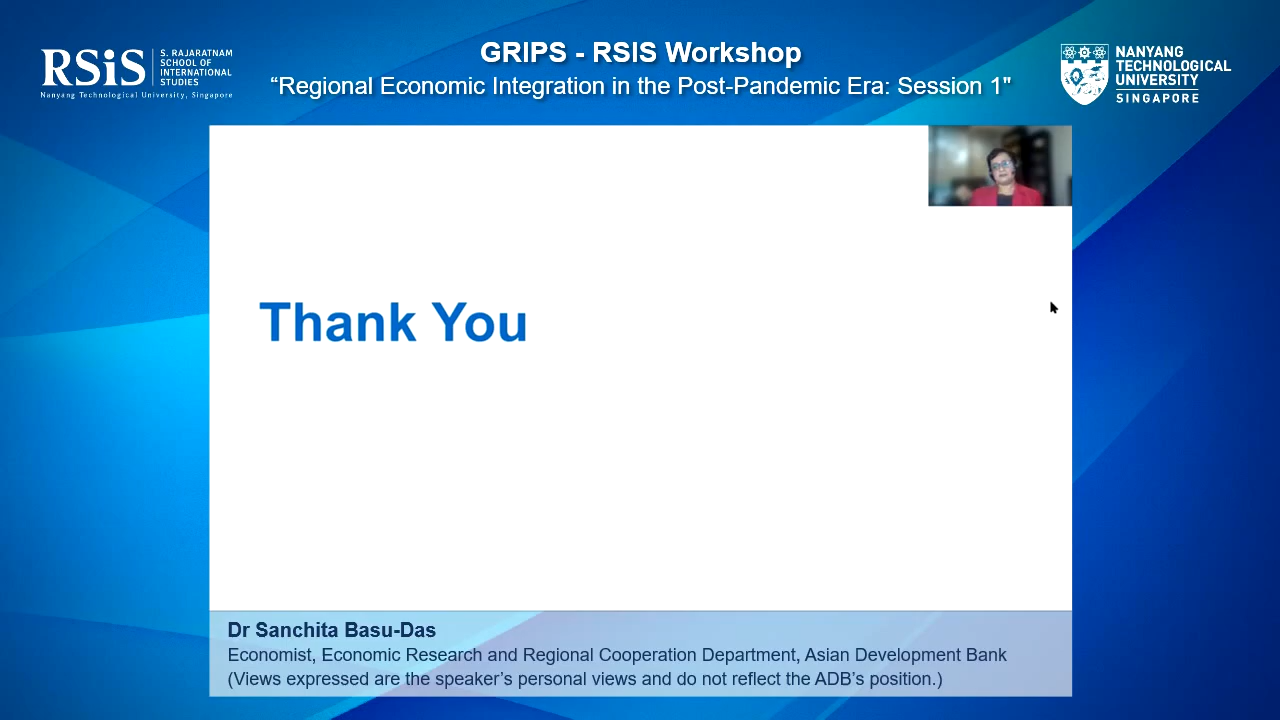 RSiS
S. RAJARATNAM
SCHOOL OF
INTERNATIONAL
STUDIES
Nanyang Technological University, Singapore
GRIPS - RSIS Workshop
“Regional Economic Integration in the Post-Pandemic Era: Session 1"
NANYANG
TECHNOLOGICAL
UNIVERSITY
SINGAPORE
Thank You
Dr Sanchita Basu-Das
Economist, Economic Research and Regional Cooperation Department, Asian Development Bank
(Views expressed are the speaker’s personal views and do not reflect the ADB’s position.)